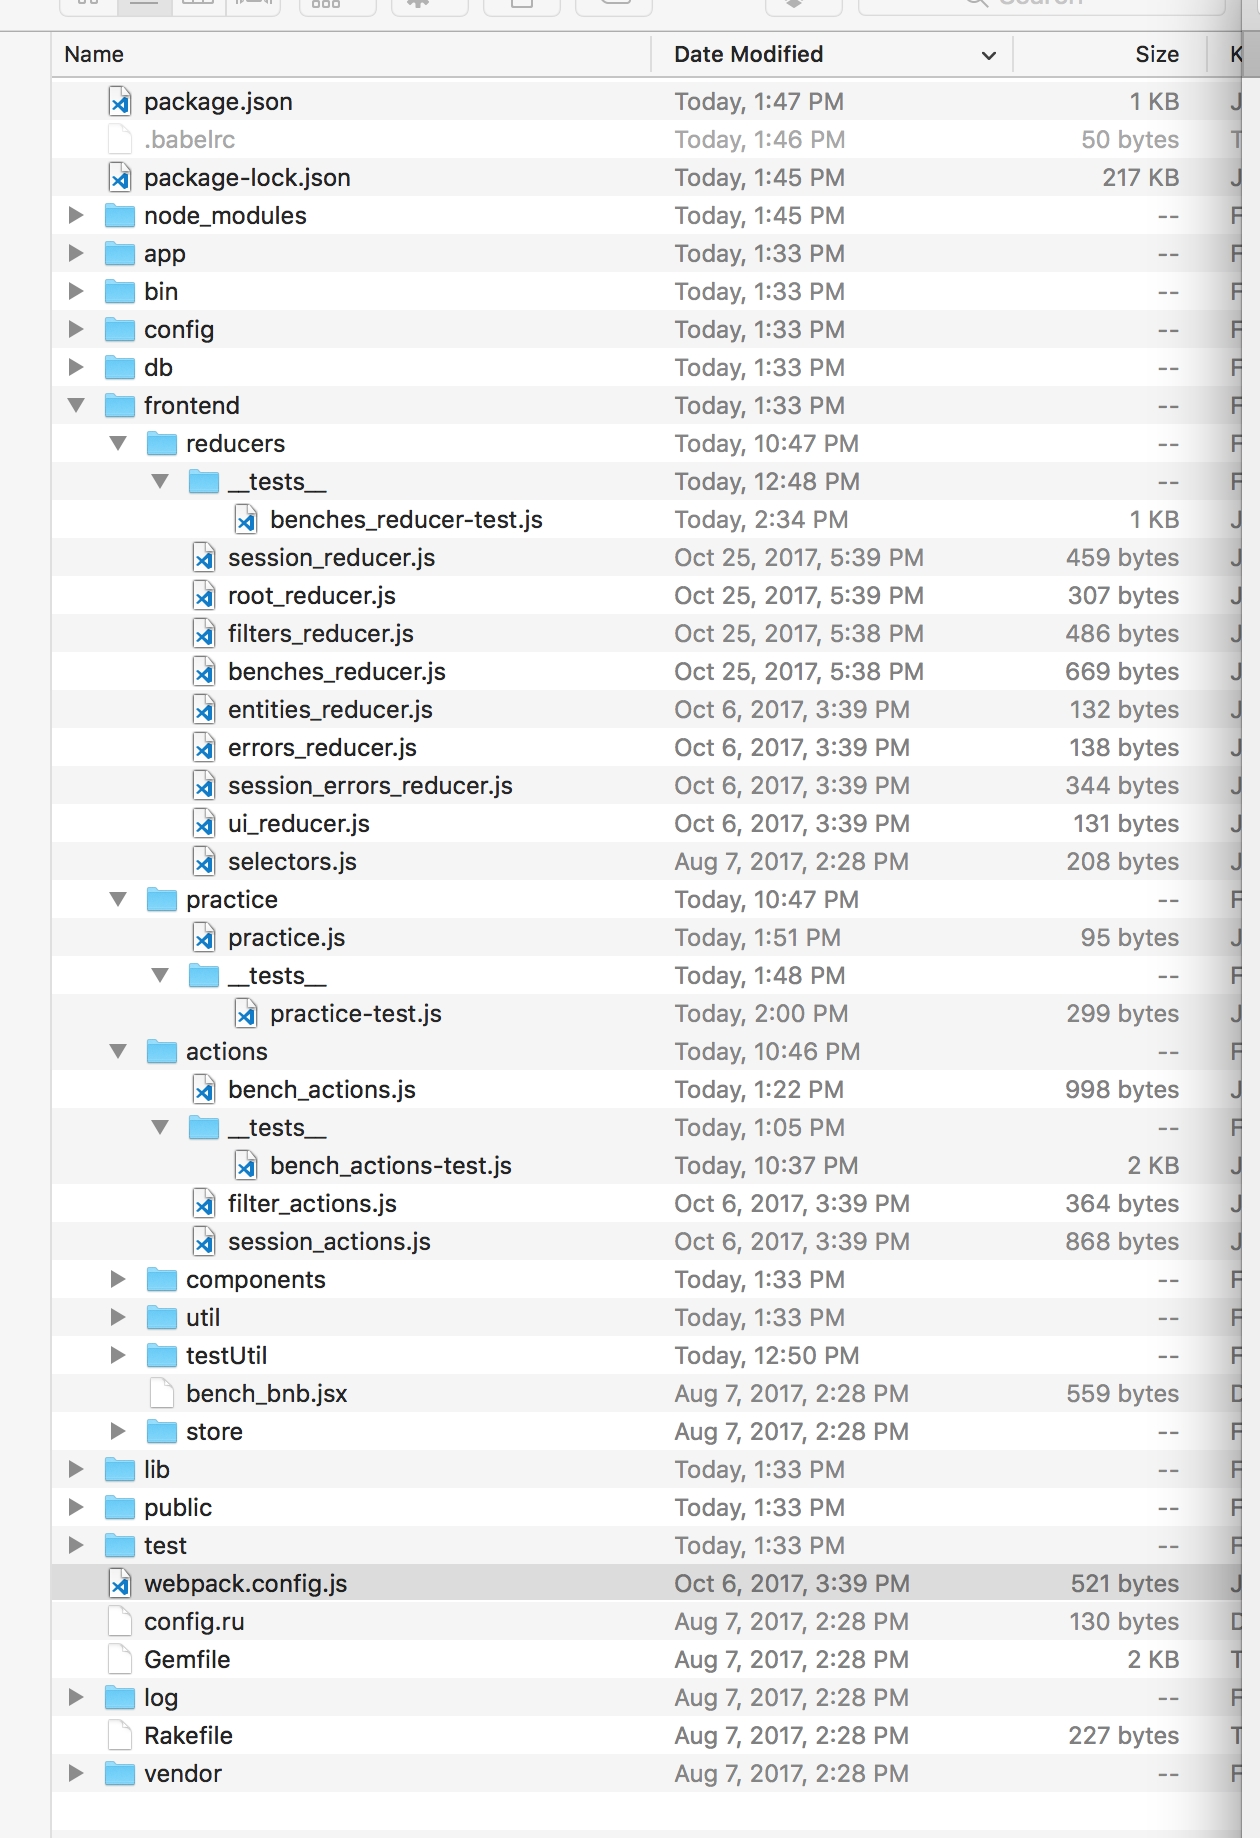 Search
Name Date Modified Size K
package.json Today, 1:47 PM 1 KB J
.babelrc Today, 1:46 PM 50 bytes T
package-lock.json Today, 1:45 PM 217 KB J
node_modules Today, 1:45 PM -- F
app Today, 1:33 PM -- F
bin Today, 1:33 PM -- F
config Today, 1:33 PM -- F
db Today, 1:33 PM -- F
frontend Today, 1:33 PM -- F
reducers Today, 10:47 PM -- F
__tests__ Today, 12:48 PM -- F
benches_reducer-test.js Today, 2:34 PM 1 KB J
session_reducer.js Oct 25, 2017, 5:39 PM 459 bytes J
root_reducer.js Oct 25, 2017, 5:39 PM 307 bytes J
filters_reducer.js Oct 25, 2017, 5:38 PM 486 bytes J
benches_reducer.js Oct 25, 2017, 5:38 PM 669 bytes J
entities_reducer.js Oct 6, 2017, 3:39 PM 132 bytes J
errors_reducer.js Oct 6, 2017, 3:39 PM 138 bytes J
session_errors_reducer.js Oct 6, 2017, 3:39 PM 344 bytes J
ui_reducer.js Oct 6, 2017, 3:39 PM 131 bytes J
selectors.js Aug 7, 2017, 2:28 PM 208 bytes J
practice Today, 10:47 PM -- F
practice.js Today, 1:51 PM 95 bytes J
__tests__ Today, 1:48 PM -- F
practice-test.js Today, 2:00 PM 299 bytes J
actions Today, 10:46 PM -- F
bench_actions.js Today, 1:22 PM 998 bytes J
__tests__ Today, 1:05 PM -- F
bench_actions-test.js Today, 10:37 PM 2 KB J
filter_actions.js Oct 6, 2017, 3:39 PM 364 bytes J
session_actions.js Oct 6, 2017, 3:39 PM 868 bytes J
components Today, 1:33 PM -- F
util Today, 1:33 PM -- F
testUtil Today, 12:50 PM -- F
bench_bnb.jsx Aug 7, 2017, 2:28 PM 559 bytes D
store Aug 7, 2017, 2:28 PM -- F
lib Today, 1:33 PM -- F
public Today, 1:33 PM -- F
test Today, 1:33 PM -- F
webpack.config.js Oct 6, 2017, 3:39 PM 521 bytes J
config.ru Aug 7, 2017, 2:28 PM 130 bytes D
Gemfile Aug 7, 2017, 2:28 PM 2 KB T
log Aug 7, 2017, 2:28 PM -- F
Rakefile Aug 7, 2017, 2:28 PM 227 bytes T
vendor Aug 7, 2017, 2:28 PM -- F